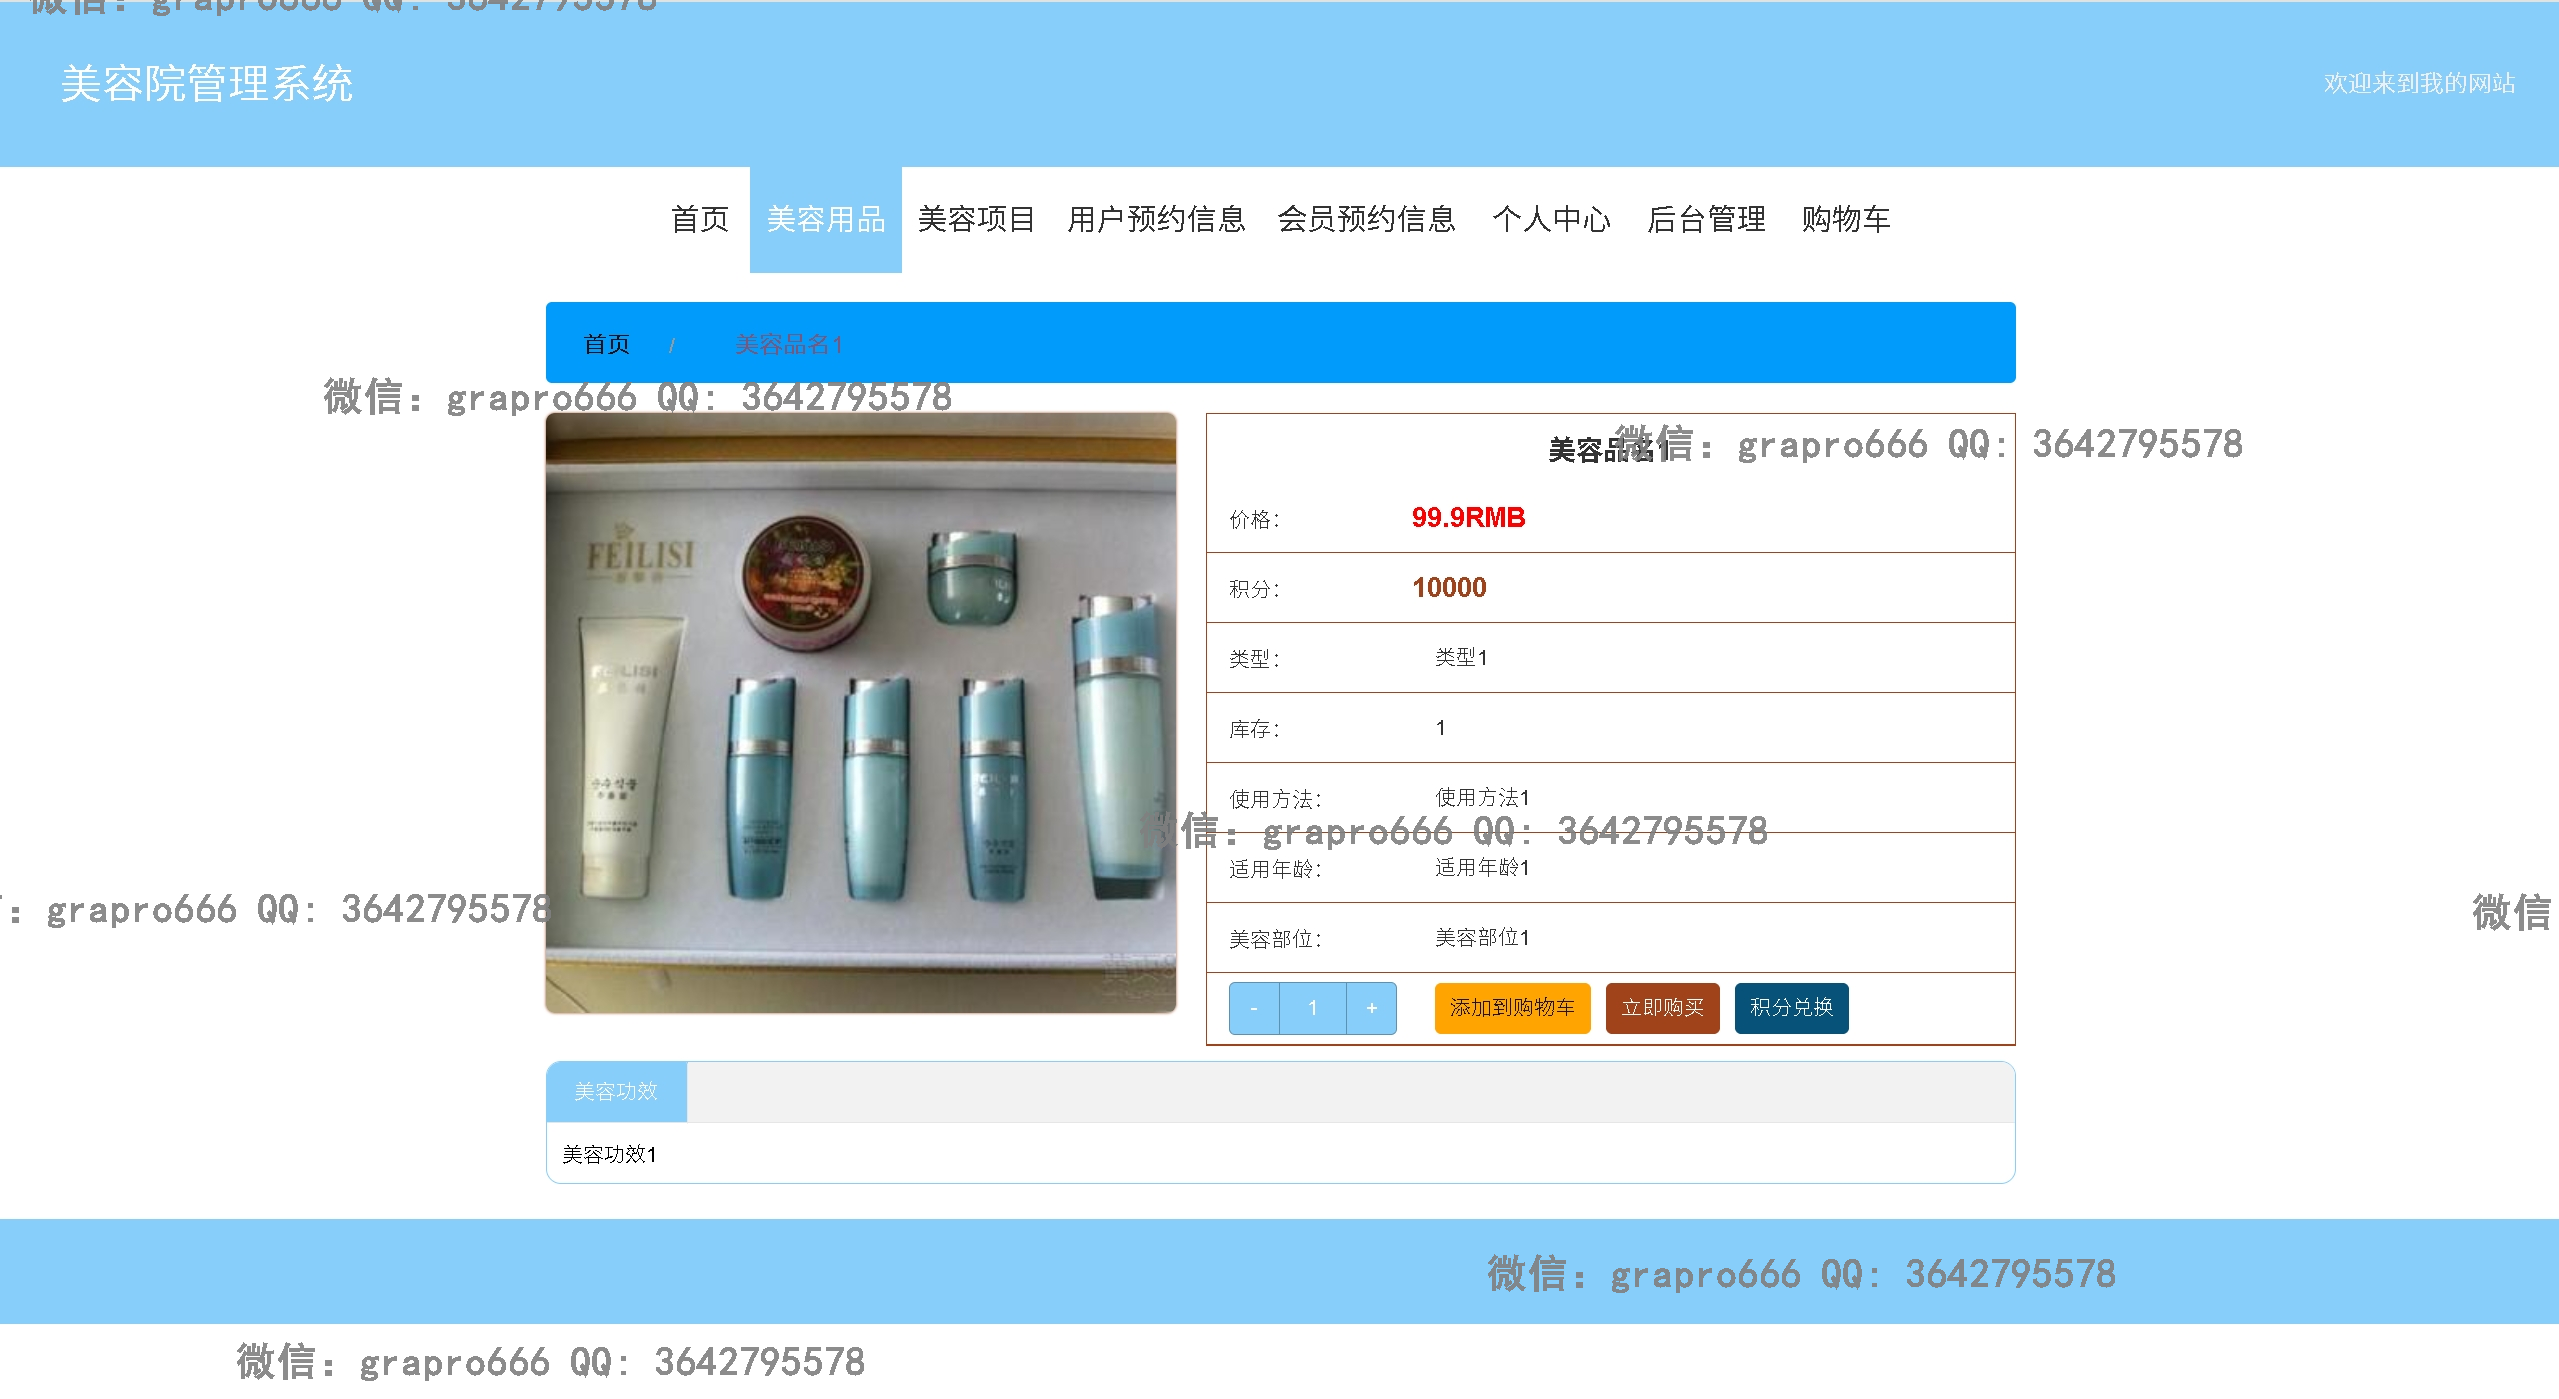 微信: grapro666 QQ: 3642795578
美容院管理系统
欢迎来到我的网站
首页 美容用品 美容项目 用户预约信息 会员预约信息 个人中心 后台管理 购物车
首页 / 美容品名1
微信: grapro666 QQ: 3642795578
美容品名1
微信: grapro666 QQ: 3642795578
价格: 99.9RMB
积分: 10000
类型: 类型1
库存: 1
使用方法: 使用方法1
微信: grapro666 QQ: 3642795578
适用年龄: 适用年龄1
美容部位: 美容部位1
- 1 + 添加到购物车 立即购买 积分兑换
FEILISI
FEILISI
: grapro666 QQ: 3642795578
微信
美容功效
美容功效1
微信: grapro666 QQ: 3642795578
微信: grapro666 QQ: 3642795578